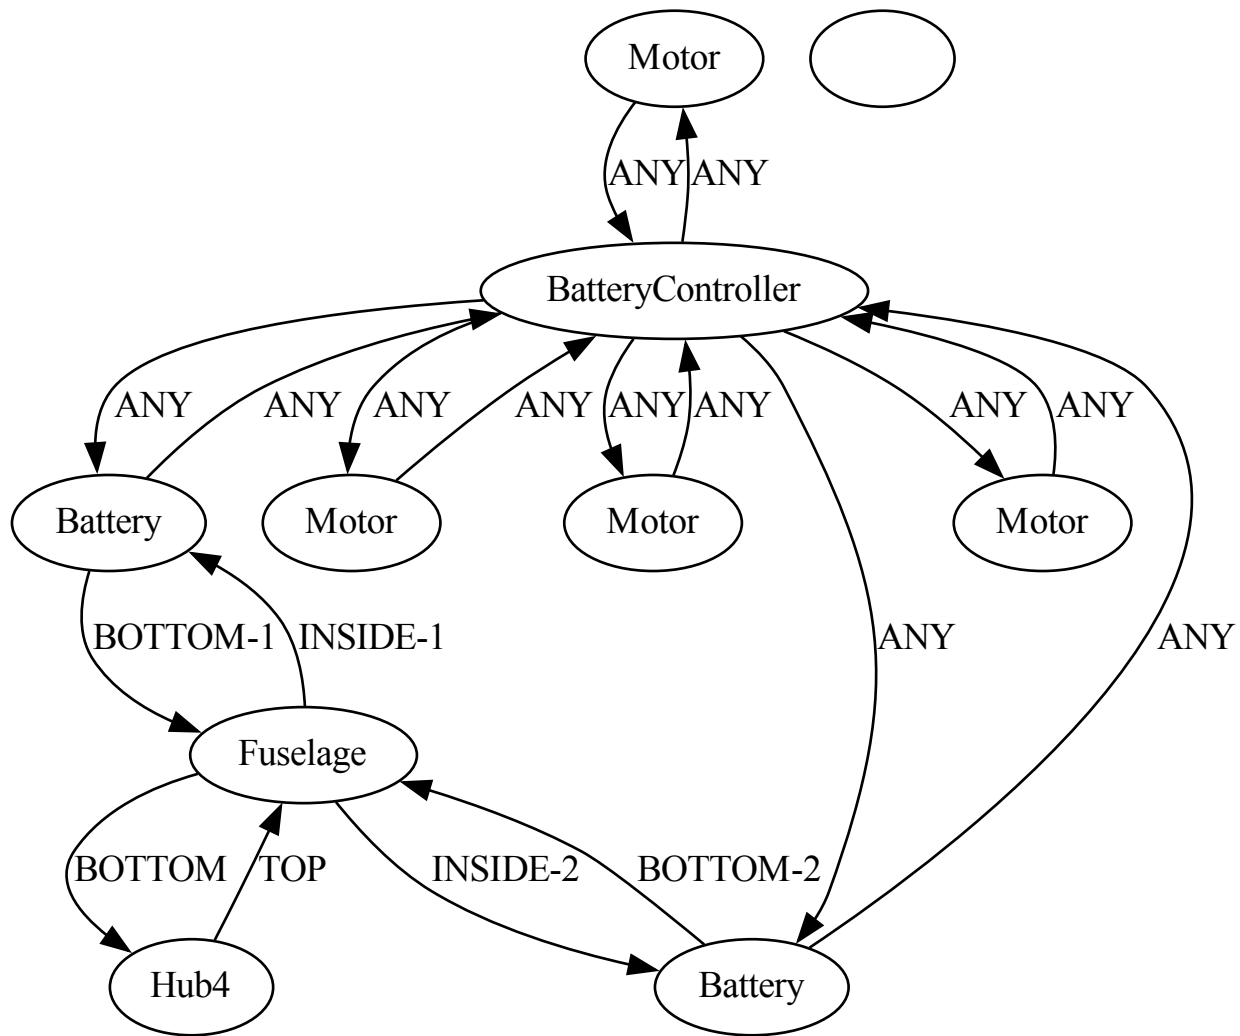 Motor
ANY
ANY
BatteryController
ANY
ANY
ANY
ANY
ANY
ANY
ANY
ANY
Battery
Motor
Motor
Motor
BOTTOM-1
INSIDE-1
ANY
ANY
Fuselage
BOTTOM
TOP
INSIDE-2
BOTTOM-2
Hub4
Battery